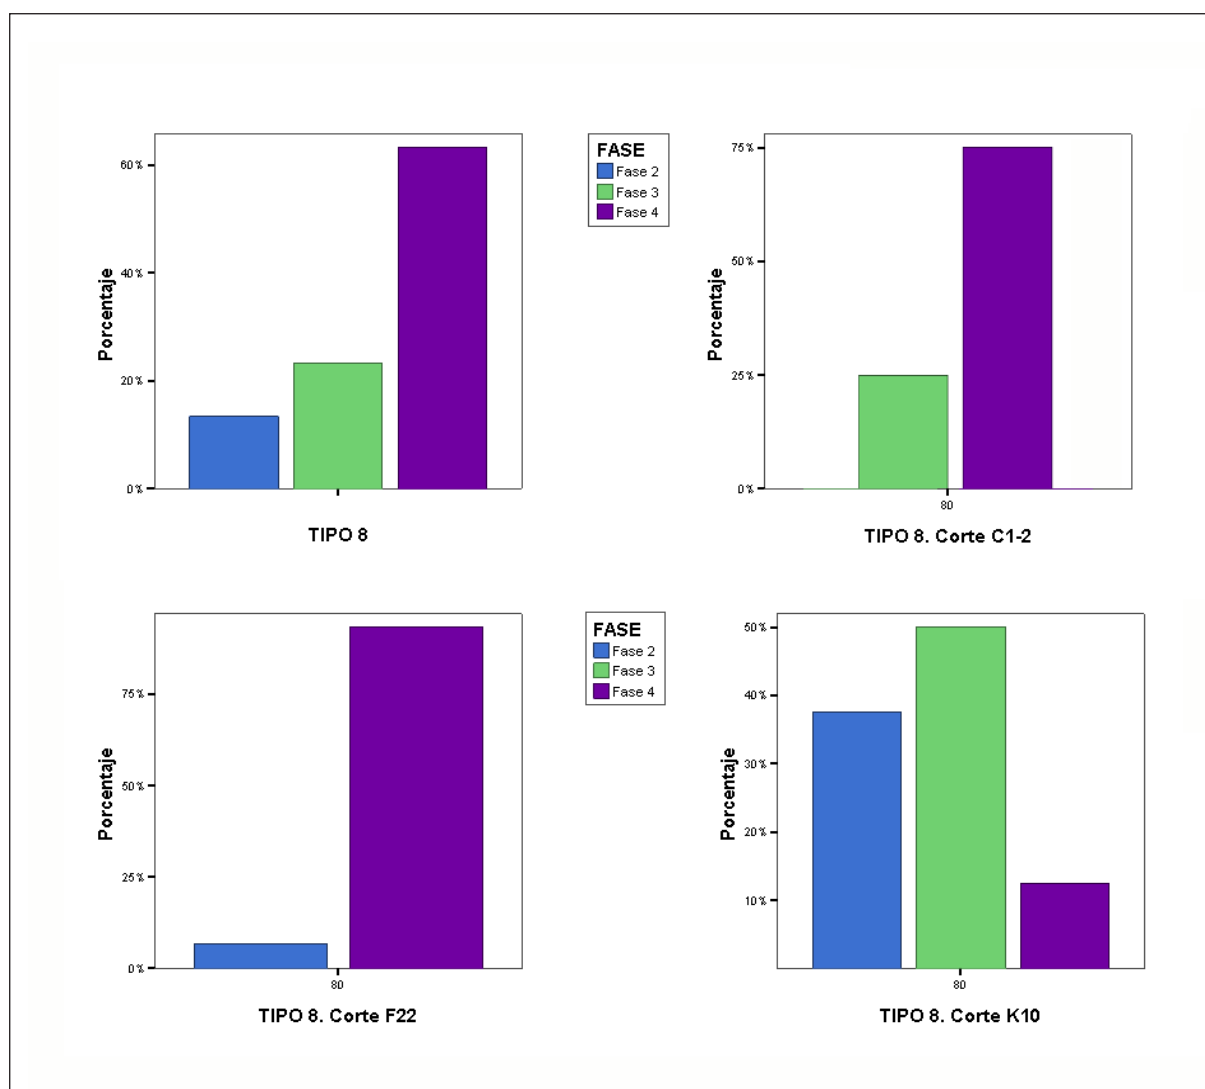 FASE
Fase 2
Fase 3
Fase 4
Porcentaje
60%
40%
20%
0%
TIPO 8
Porcentaje
75%
50%
25%
0%
80
TIPO 8. Corte C1-2
FASE
Fase 2
Fase 3
Fase 4
Porcentaje
75%
50%
25%
0%
80
TIPO 8. Corte F22
Porcentaje
50%
40%
30%
20%
10%
80
TIPO 8. Corte K10